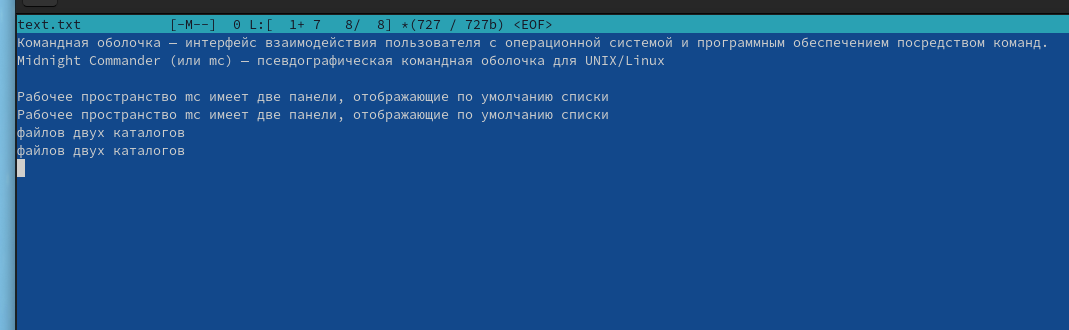 text.txt [-M--] 0 L:[ 1+ 7 8/ 8] *(727 / 727b) <EOF>
Командная оболочка — интерфейс взаимодействия пользователя с операционной системой и программным обеспечением посредством команд.
Midnight Commander (или mc) — псевдографическая командная оболочка для UNIX/Linux
Рабочее пространство mc имеет две панели, отображающие по умолчанию списки
Рабочее пространство mc имеет две панели, отображающие по умолчанию списки
файлов двух каталогов
файлов двух каталогов